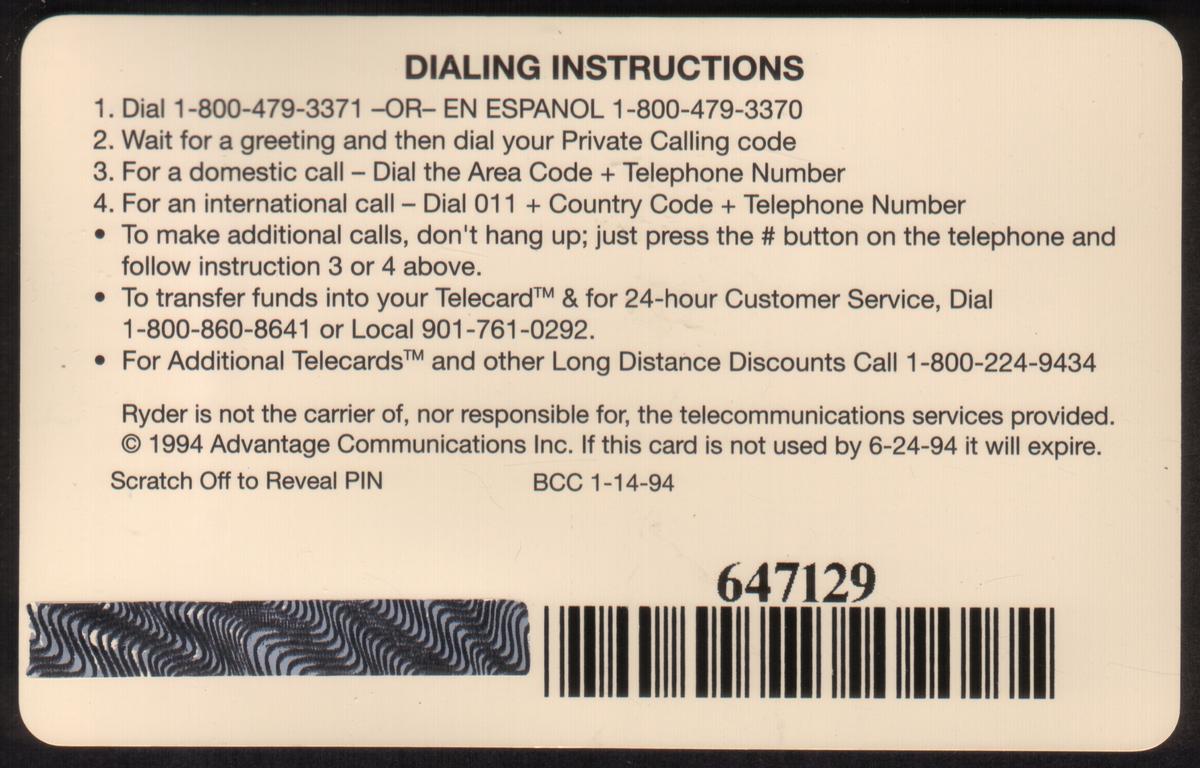 DIALING INSTRUCTIONS
1. Dial 1-800-479-3371 –OR– EN ESPANOL 1-800-479-3370
2. Wait for a greeting and then dial your Private Calling code
3. For a domestic call – Dial the Area Code + Telephone Number
4. For an international call – Dial 011 + Country Code + Telephone Number
• To make additional calls, don't hang up; just press the # button on the telephone and
follow instruction 3 or 4 above.
• To transfer funds into your Telecard™ & for 24-hour Customer Service, Dial
1-800-860-8641 or Local 901-761-0292.
• For Additional Telecards™ and other Long Distance Discounts Call 1-800-224-9434
Ryder is not the carrier of, nor responsible for, the telecommunications services provided.
© 1994 Advantage Communications Inc. If this card is not used by 6-24-94 it will expire.
Scratch Off to Reveal PIN BCC 1-14-94
647129